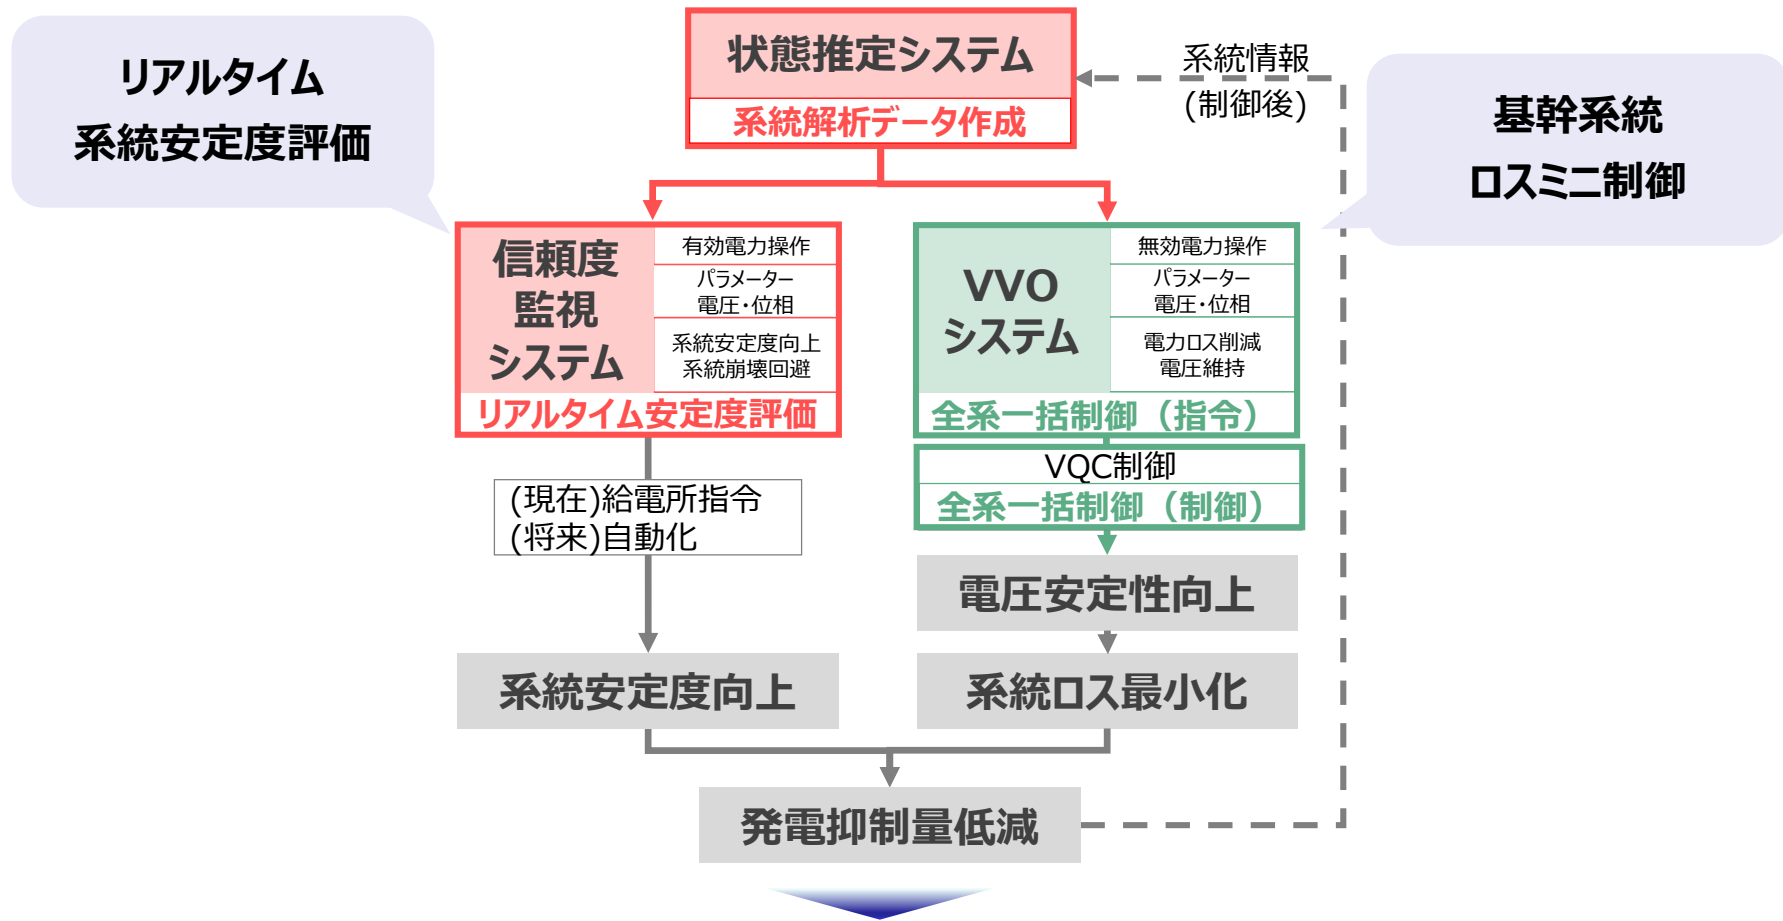 リアルタイム
系統安定度評価
状態推定システム
系統解析データ作成
系統情報
(制御後)
基幹系統
ロスミニ制御
信頼度
監視
システム
有効電力操作
パラメーター
電圧・位相
系統安定度向上
系統崩壊回避
リアルタイム安定度評価
VVO
システム
無効電力操作
パラメーター
電圧・位相
電力ロス削減
電圧維持
全系一括制御（指令）
VQC制御
全系一括制御（制御）
(現在)給電所指令
(将来)自動化
電圧安定性向上
系統安定度向上
系統ロス最小化
発電抑制量低減